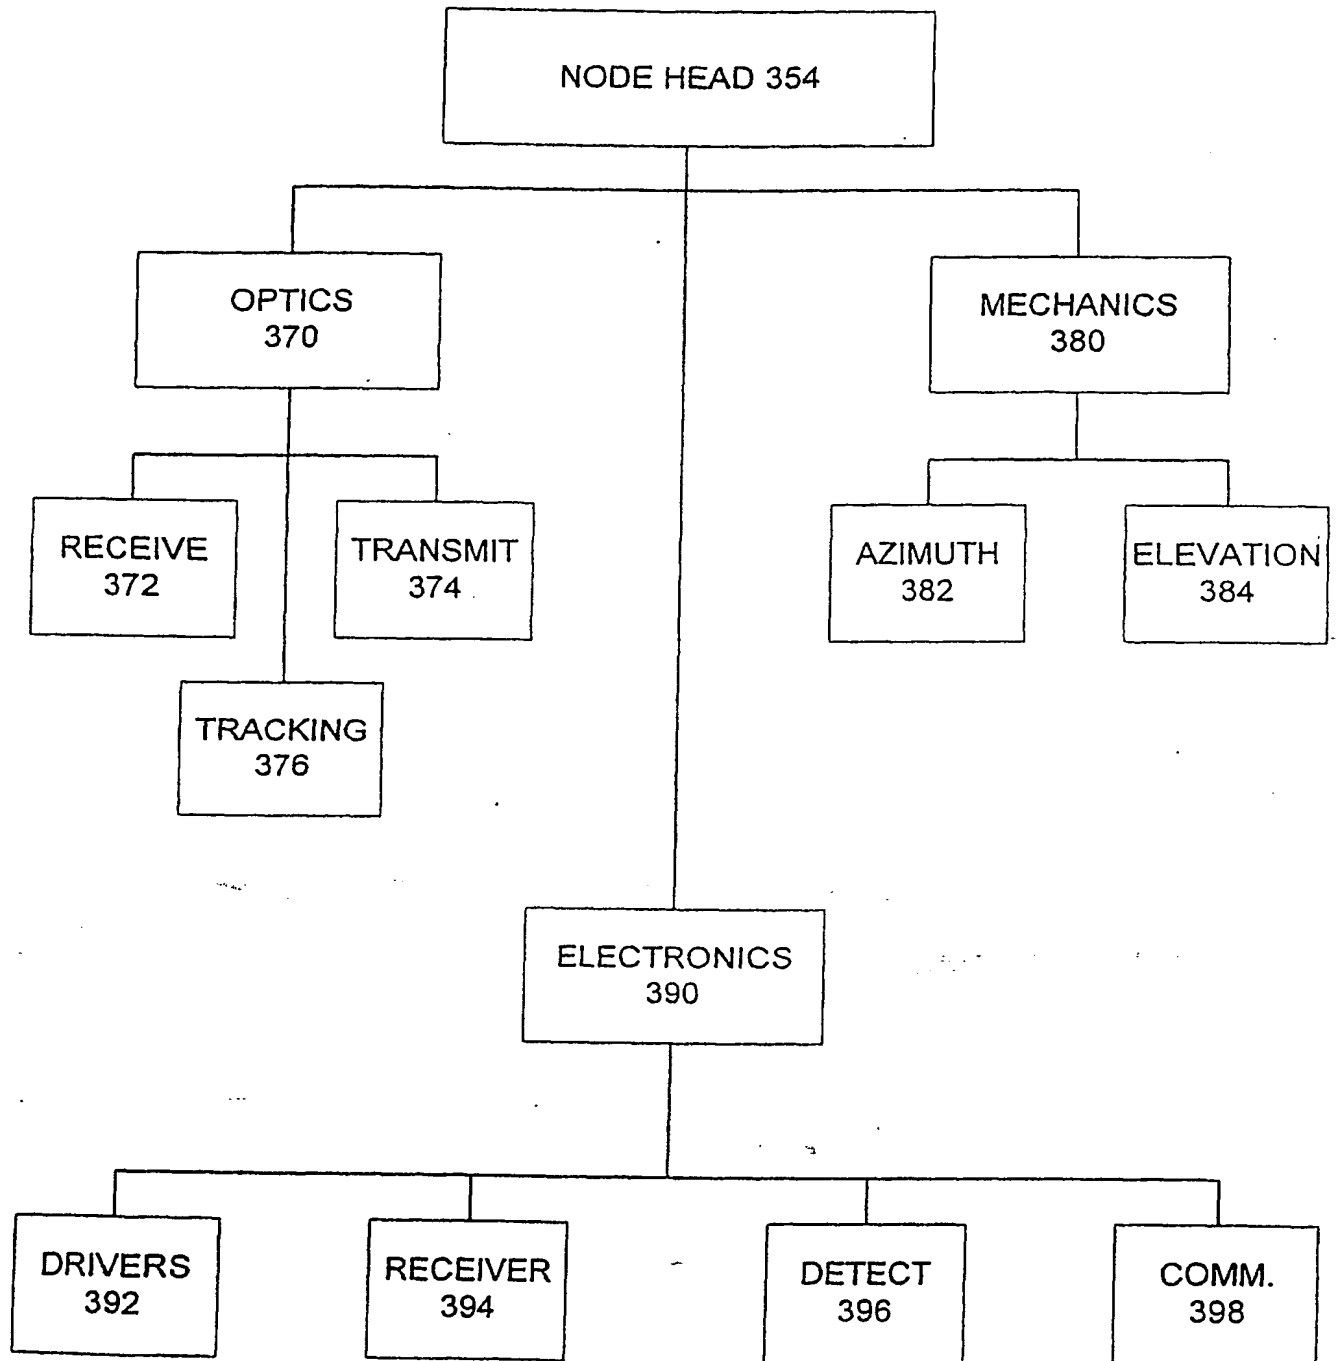 NODE HEAD 354
OPTICS
370
MECHANICS
380
RECEIVE
372
TRANSMIT
374
AZIMUTH
382
ELEVATION
384
TRACKING
376
ELECTRONICS
390
DRIVERS
392
RECEIVER
394
DETECT
396
COMM.
398